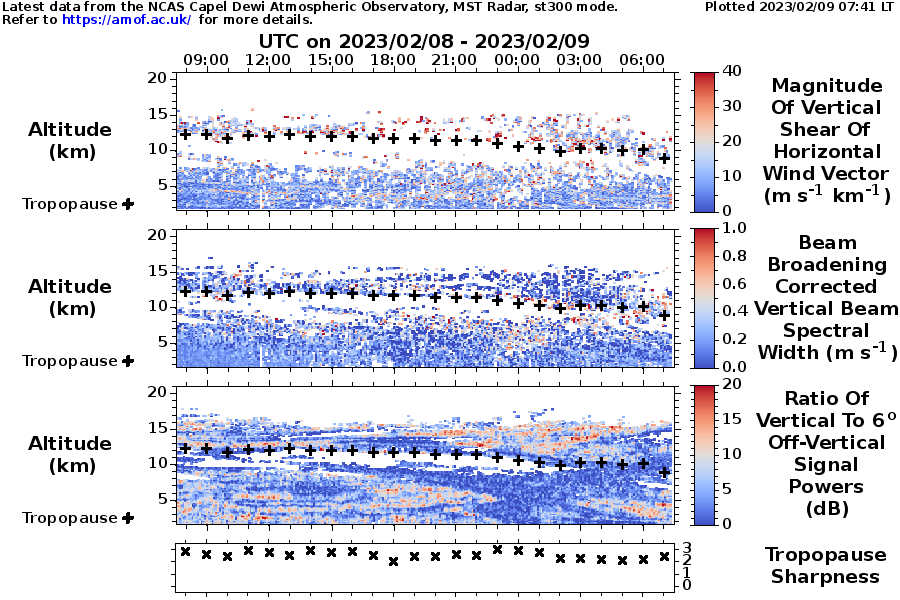 Latest data from the NCAS Capel Dewi Atmospheric Observatory, MST Radar, st300 mode.
Plotted 2023/02/09 07:41 LT
Refer to https://amof.ac.uk/ for more details.
UTC on 2023/02/08 - 2023/02/09
09:00 12:00 15:00 18:00 21:00 00:00 03:00 06:00
20
15
10
5
Altitude
(km)
Tropopause
40
30
20
10
0
Magnitude
Of Vertical
Shear Of
Horizontal
Wind Vector
(m s-1 km-1)
20
15
10
5
Altitude
(km)
Tropopause
1.0
0.8
0.6
0.4
0.2
0.0
Beam
Broadening
Corrected
Vertical Beam
Spectral
Width (m s-1)
20
15
10
5
Altitude
(km)
Tropopause
20
15
10
5
0
Ratio Of
Vertical To 6o
Off-Vertical
Signal
Powers
(dB)
3
2
1
0
Tropopause
Sharpness